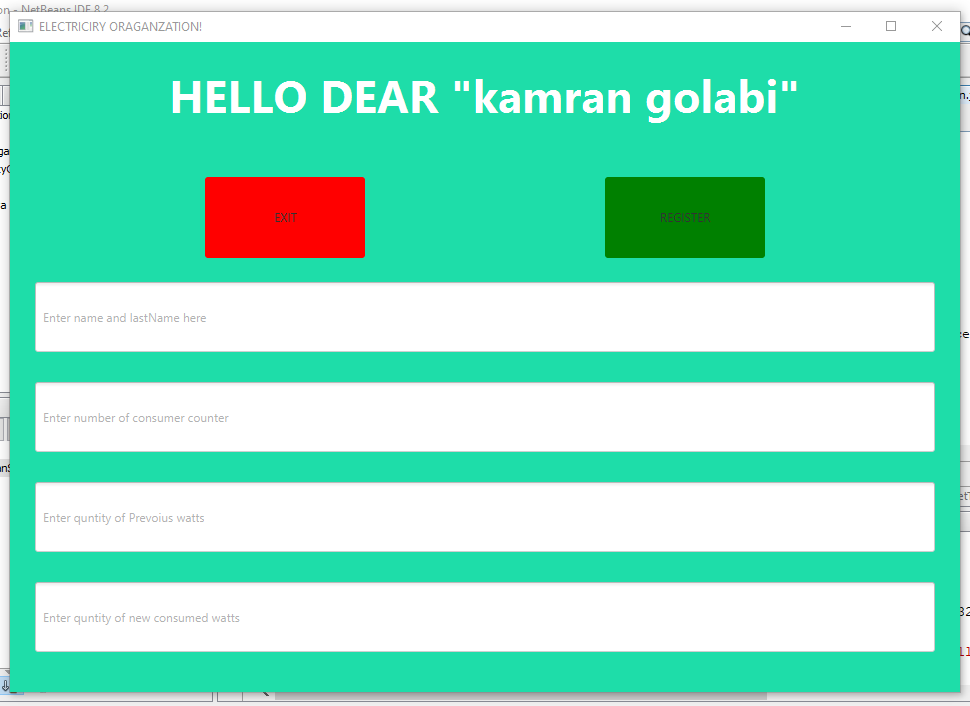 on - NetBeans IDE 8.2
ELECTRICIRY ORAGANZATION!
HELLO DEAR "kamran golabi"
EXIT
REGISTER
Enter name and lastName here
Enter number of consumer counter
Enter quntity of Prevoius watts
Enter quntity of new consumed watts